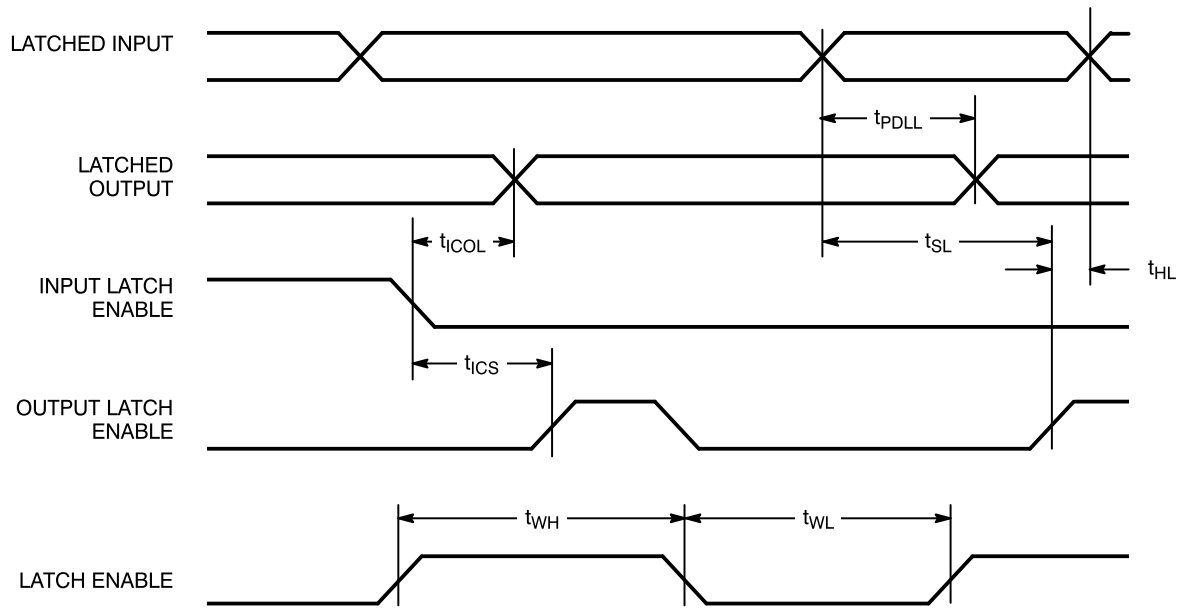 LATCHED INPUT
tPDLL
LATCHED
OUTPUT
tICOL
tSL
tHL
INPUT LATCH
ENABLE
tICS
OUTPUT LATCH
ENABLE
tWH
tWL
LATCH ENABLE